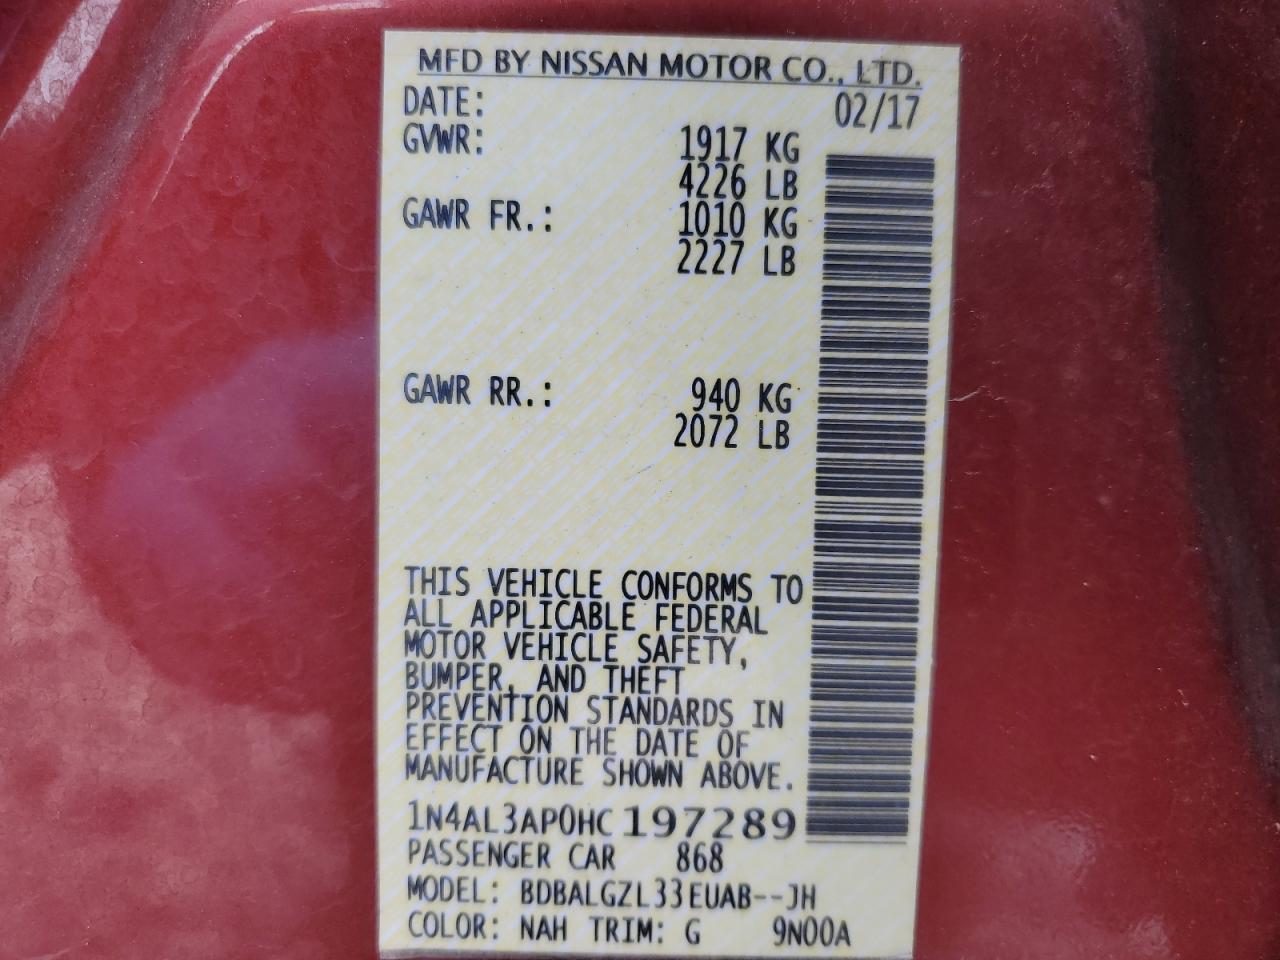 MFD BY NISSAN MOTOR CO., LTD.
DATE: 02/17
GVWR: 1917 KG
4226 LB
GAWR FR.: 1010 KG
2227 LB
GAWR RR.: 940 KG
2072 LB
THIS VEHICLE CONFORMS TO
ALL APPLICABLE FEDERAL
MOTOR VEHICLE SAFETY,
BUMPER, AND THEFT
PREVENTION STANDARDS IN
EFFECT ON THE DATE OF
MANUFACTURE SHOWN ABOVE.
1N4AL3AP0HC197289
PASSENGER CAR 868
MODEL: BDBALGZL33EUAB--JH
COLOR: NAH TRIM: G 9N00A